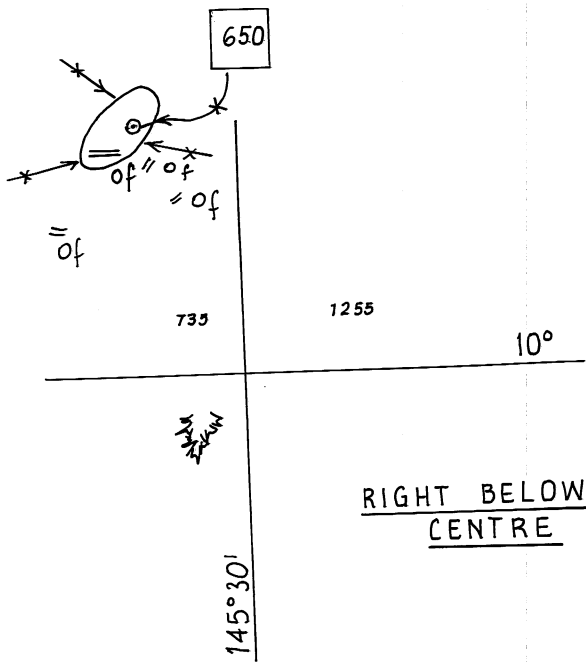 650
Of " Of
" Of
=
Of
735 1255
10°
RIGHT BELOW
CENTRE
145°30'